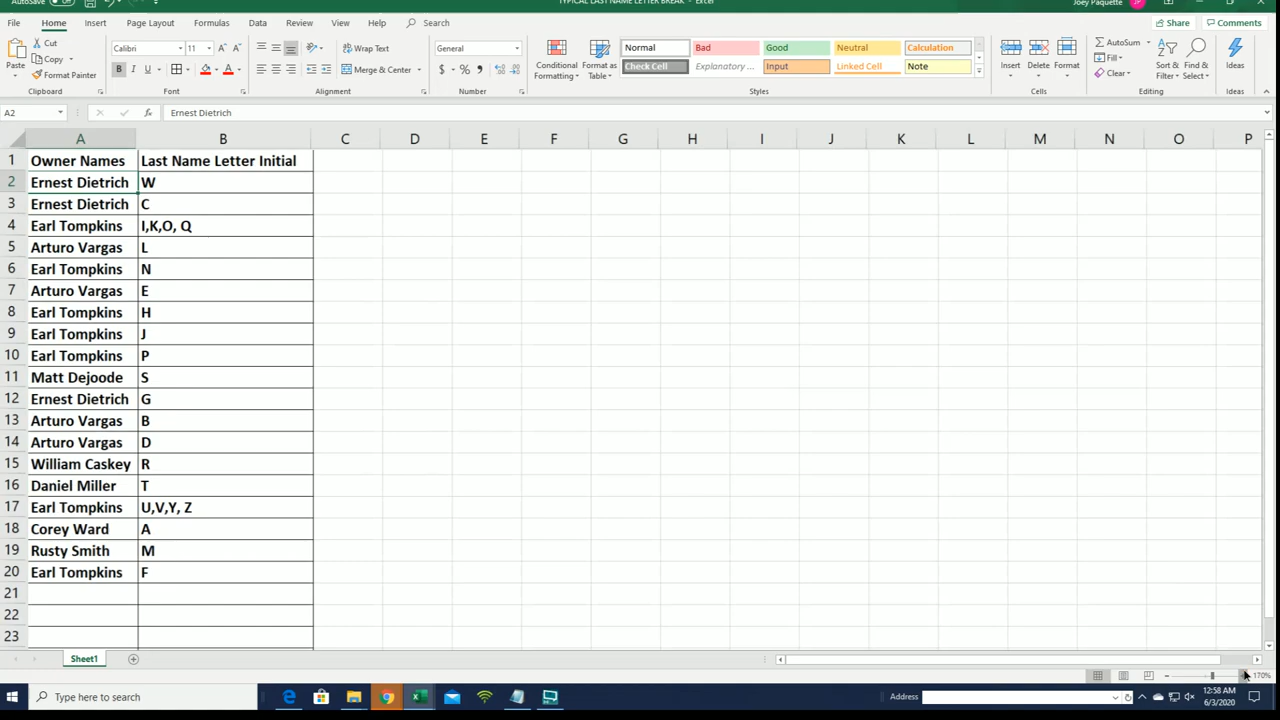 AutoSave Off TYPICAL LAST NAME LETTER BREAK - Excel Joey Paquette JP
File Home Insert Page Layout Formulas Data Review View Help Search Share Comments
Paste Cut Copy Format Painter Clipboard
Calibri 11 A A B I U A Font
Wrap Text Merge & Center Alignment
General $ % , Number
Conditional Formatting Format as Table
Normal Bad Good Neutral Calculation
Check Cell Explanatory ... Input Linked Cell Note
Styles
Insert Delete Format Cells
AutoSum Fill Clear Sort & Filter Find & Select Editing
Ideas Ideas
A2 fx Ernest Dietrich
A B C D E F G H I J K L M N O P
1 Owner Names Last Name Letter Initial
2 Ernest Dietrich W
3 Ernest Dietrich C
4 Earl Tompkins I,K,O, Q
5 Arturo Vargas L
6 Earl Tompkins N
7 Arturo Vargas E
8 Earl Tompkins H
9 Earl Tompkins J
10 Earl Tompkins P
11 Matt Dejoode S
12 Ernest Dietrich G
13 Arturo Vargas B
14 Arturo Vargas D
15 William Caskey R
16 Daniel Miller T
17 Earl Tompkins U,V,Y, Z
18 Corey Ward A
19 Rusty Smith M
20 Earl Tompkins F
21
22
23
Sheet1
170%
Type here to search Address 12:58 AM
6/3/2020